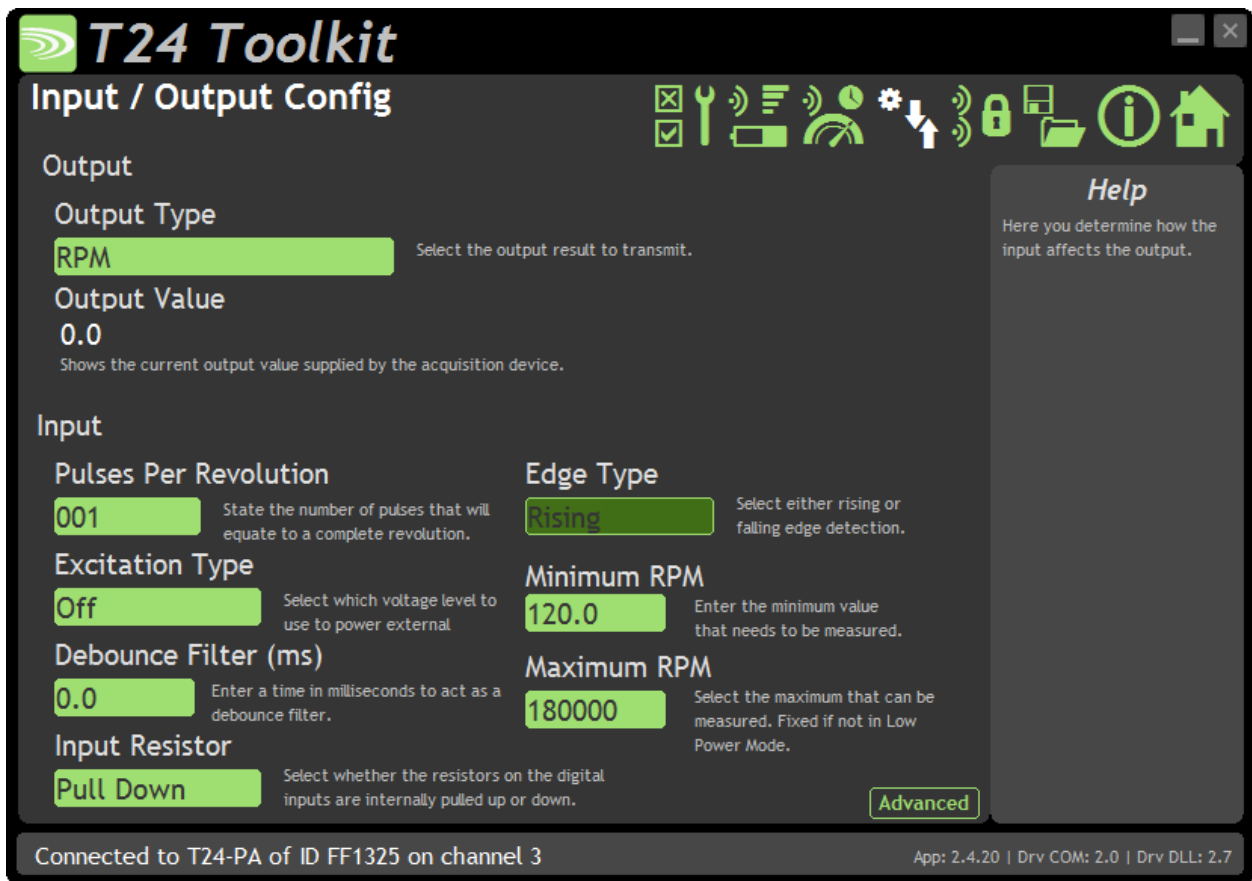 T24 Toolkit
Input / Output Config
Output
Output Type
RPM
Select the output result to transmit.
Output Value
0.0
Shows the current output value supplied by the acquisition device.
Input
Pulses Per Revolution
001
State the number of pulses that will
equate to a complete revolution.
Edge Type
Rising
Select either rising or
falling edge detection.
Excitation Type
Off
Select which voltage level to
use to power external
Minimum RPM
120.0
Enter the minimum value
that needs to be measured.
Debounce Filter (ms)
0.0
Enter a time in milliseconds to act as a
debounce filter.
Maximum RPM
180000
Select the maximum that can be
measured. Fixed if not in Low
Power Mode.
Input Resistor
Pull Down
Select whether the resistors on the digital
inputs are internally pulled up or down.
Advanced
Help
Here you determine how the
input affects the output.
Connected to T24-PA of ID FF1325 on channel 3
App: 2.4.20 | Drv COM: 2.0 | Drv DLL: 2.7